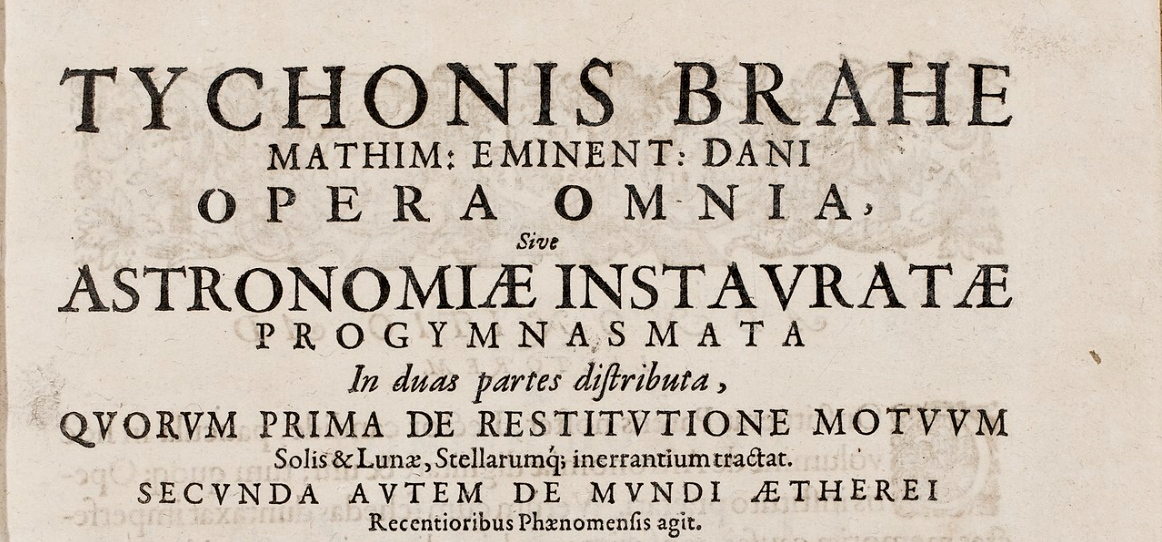 TYCHONIS BRAHE
MATHIM: EMINENT: DANI
OPERA OMNIA,
Sive
ASTRONOMIÆ INSTAVRATÆ
PROGYMNASMATA
In duas partes diſtributa,
QVORVM PRIMA DE RESTITVTIONE MOTVVM
Solis & Lunæ, Stellarumq́; inerrantium tractat.
SECVNDA AVTEM DE MVNDI ÆTHEREI
Recentioribus Phænomenſis agit.